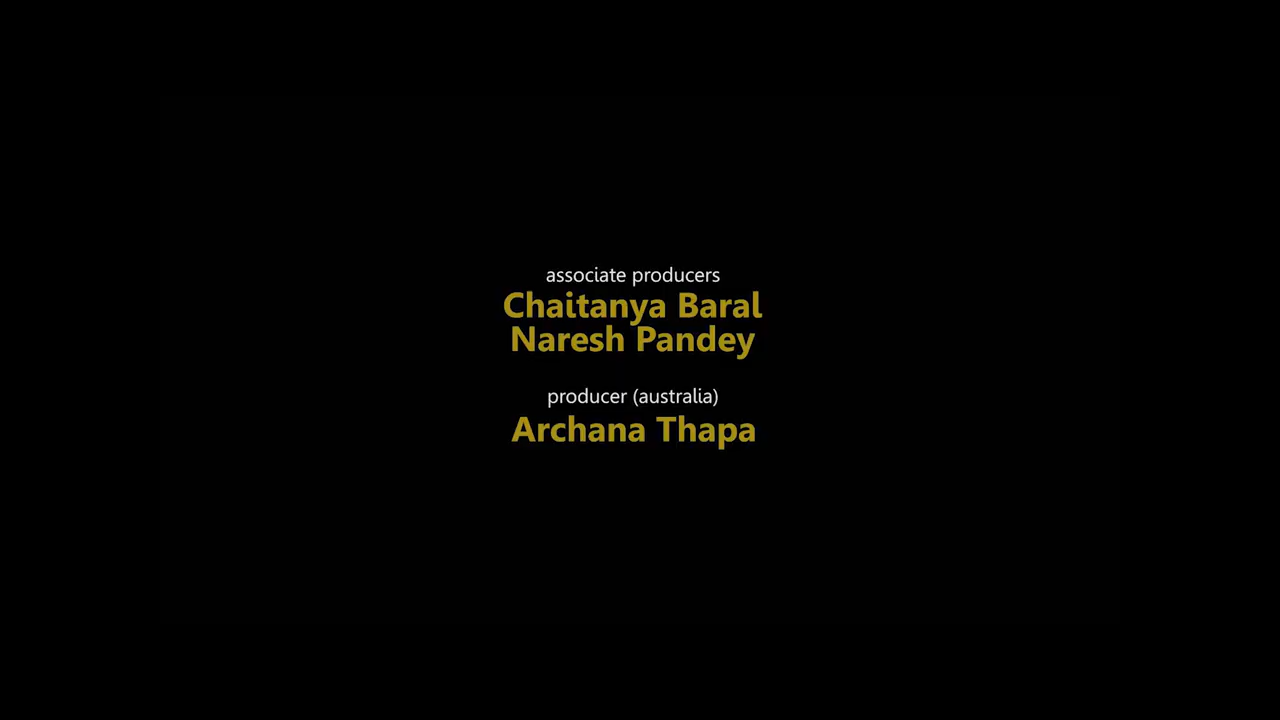 associate producers
Chaitanya Baral
Naresh Pandey
producer (australia)
Archana Thapa